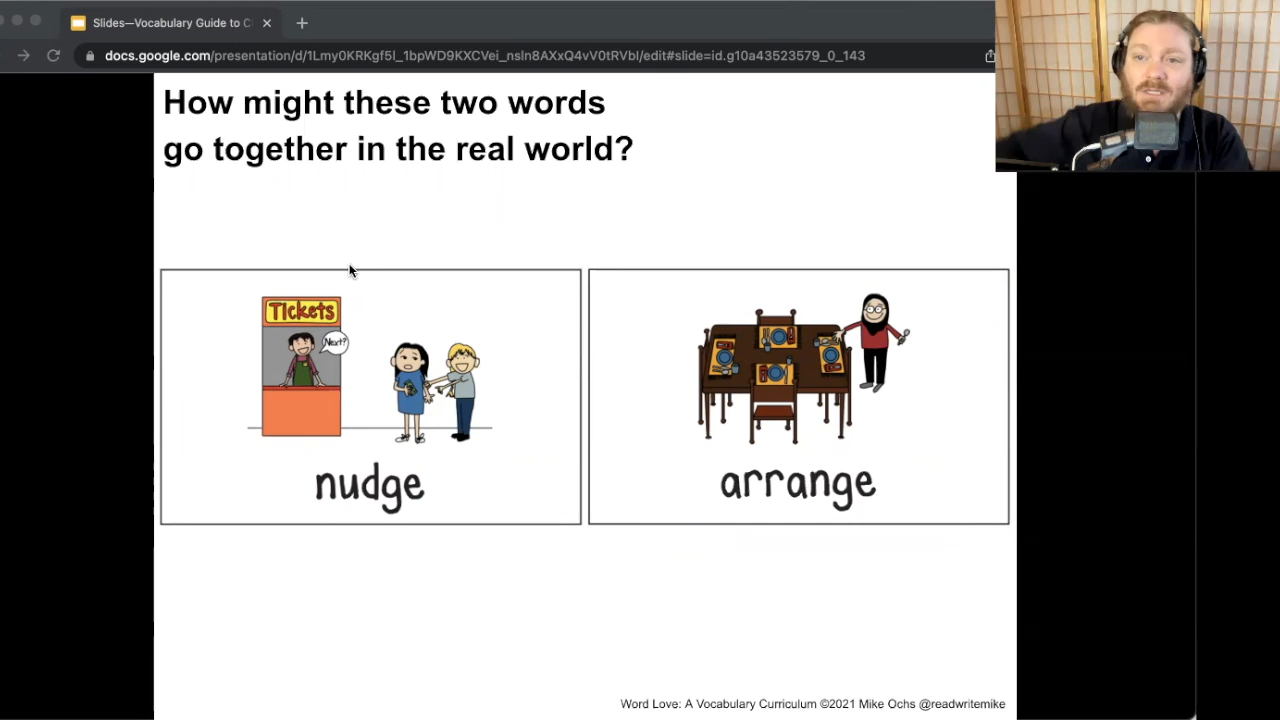 Slides—Vocabulary Guide to C
docs.google.com/presentation/d/1Lmy0KRKgf5I_1bpWD9KXCVei_nsln8AXxQ4vV0tRVbI/edit#slide=id.g10a43523579_0_143
How might these two words
go together in the real world?
Tickets
Next?
nudge
arrange
Word Love: A Vocabulary Curriculum ©2021 Mike Ochs @readwritemike